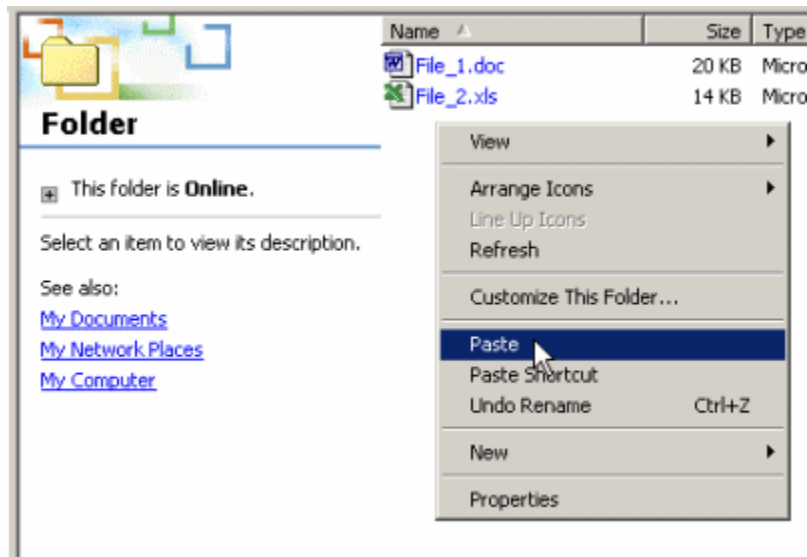 Name Size Type
File_1.doc 20 KB Micro
File_2.xls 14 KB Micro
Folder
This folder is Online.
Select an item to view its description.
See also:
My Documents
My Network Places
My Computer
View
Arrange Icons
Line Up Icons
Refresh
Customize This Folder...
Paste
Paste Shortcut
Undo Rename Ctrl+Z
New
Properties